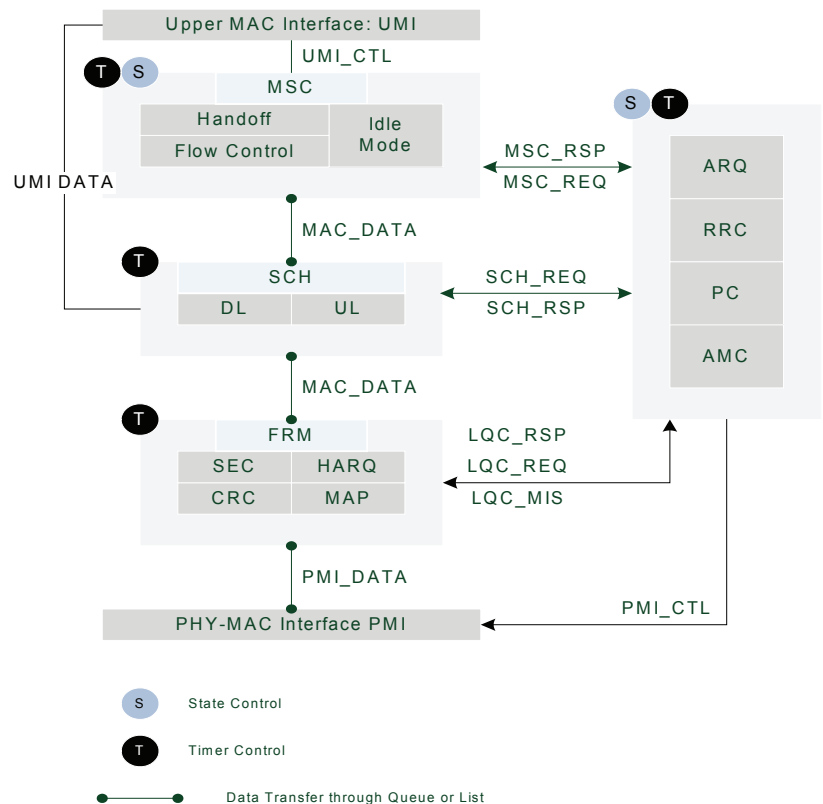 Upper MAC Interface: UMI
UMI_CTL
T S
MSC
Handoff
Flow Control
Idle
Mode
UMI DATA
MAC_DATA
T
SCH
DL UL
MAC_DATA
T
FRM
SEC HARQ
CRC MAP
PMI_DATA
PHY-MAC Interface PMI
MSC_RSP
MSC_REQ
SCH_REQ
SCH_RSP
LQC_RSP
LQC_REQ
LQC_MIS
PMI_CTL
S T
ARQ
RRC
PC
AMC
S State Control
T Timer Control
Data Transfer through Queue or List